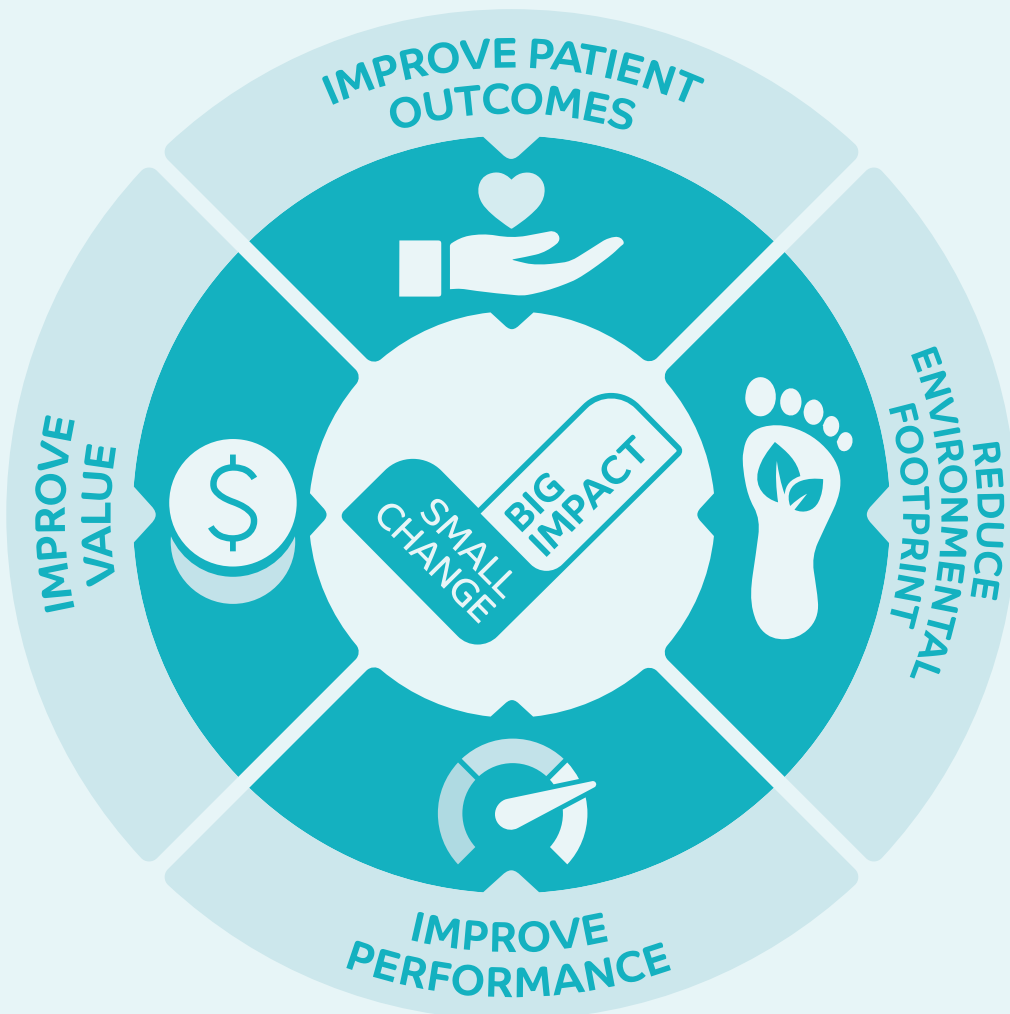 IMPROVE PATIENT
OUTCOMES
IMPROVE
VALUE
$
SMALL
CHANGE
BIG
IMPACT
REDUCE
ENVIRONMENTAL
FOOTPRINT
IMPROVE
PERFORMANCE